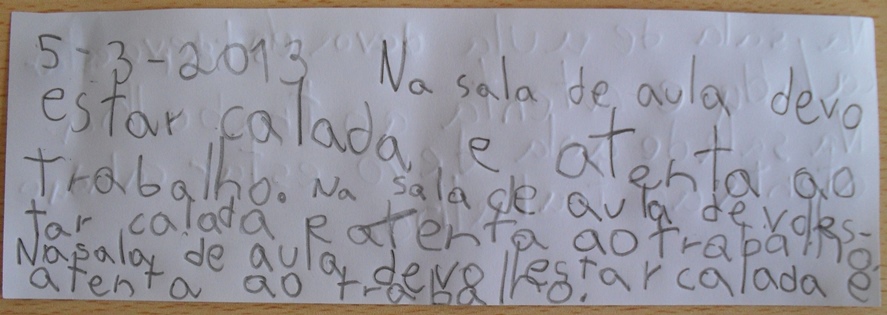 5-3-2013 Na sala de aula devo
estar calada e atenta ao
trabalho. Na sala de aula devo es-
tar calada e atenta ao trabalho.
Na sala de aula devo estar calada e
atenta ao trabalho.